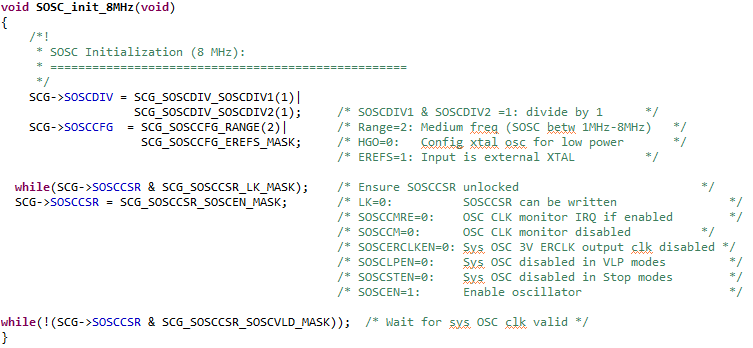 void SOSC_init_8MHz(void)
{
/*!
* SOSC Initialization (8 MHz):
* ===================================================
*/
SCG->SOSCDIV = SCG_SOSCDIV_SOSCDIV1(1)|
SCG_SOSCDIV_SOSCDIV2(1); /* SOSCDIV1 & SOSCDIV2 =1: divide by 1 */
SCG->SOSCCFG = SCG_SOSCCFG_RANGE(2)| /* Range=2: Medium freq (SOSC betw 1MHz-8MHz) */
SCG_SOSCCFG_EREFS_MASK; /* HGO=0: Config xtal osc for low power */
/* EREFS=1: Input is external XTAL */
while(SCG->SOSCCSR & SCG_SOSCCSR_LK_MASK); /* Ensure SOSCCSR unlocked */
SCG->SOSCCSR = SCG_SOSCCSR_SOSCEN_MASK; /* LK=0: SOSCCSR can be written */
/* SOSCCMRE=0: OSC CLK monitor IRQ if enabled */
/* SOSCCM=0: OSC CLK monitor disabled */
/* SOSCERCLKEN=0: Sys OSC 3V ERCLK output clk disabled */
/* SOSCLPEN=0: Sys OSC disabled in VLP modes */
/* SOSCSTEN=0: Sys OSC disabled in Stop modes */
/* SOSCEN=1: Enable oscillator */
while(!(SCG->SOSCCSR & SCG_SOSCCSR_SOSCVLD_MASK)); /* Wait for sys OSC clk valid */
}